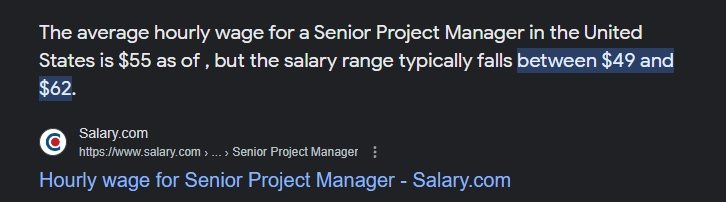 The average hourly wage for a Senior Project Manager in the United
States is $55 as of , but the salary range typically falls between $49 and
$62.
Salary.com
https://www.salary.com › ... › Senior Project Manager
Hourly wage for Senior Project Manager - Salary.com